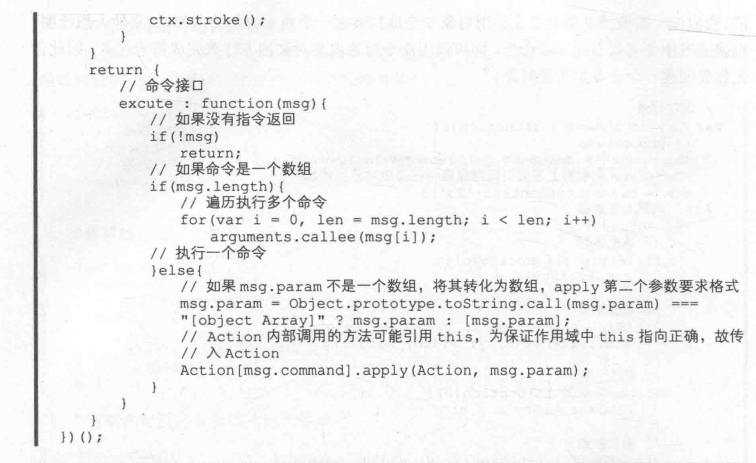 ctx.stroke();
}
}
return {
// 命令接口
excute : function(msg){
// 如果没有指令返回
if(!msg)
return;
// 如果命令是一个数组
if(msg.length){
// 遍历执行多个命令
for(var i = 0, len = msg.length; i < len; i++)
arguments.callee(msg[i]);
// 执行一个命令
}else{
// 如果 msg.param 不是一个数组，将其转化为数组，apply 第二个参数要求格式
msg.param = Object.prototype.toString.call(msg.param) ===
"[object Array]" ? msg.param : [msg.param];
// Action 内部调用的方法可能引用 this，为保证作用域中 this 指向正确，故传
// 入 Action
Action[msg.command].apply(Action, msg.param);
}
}
}
})();